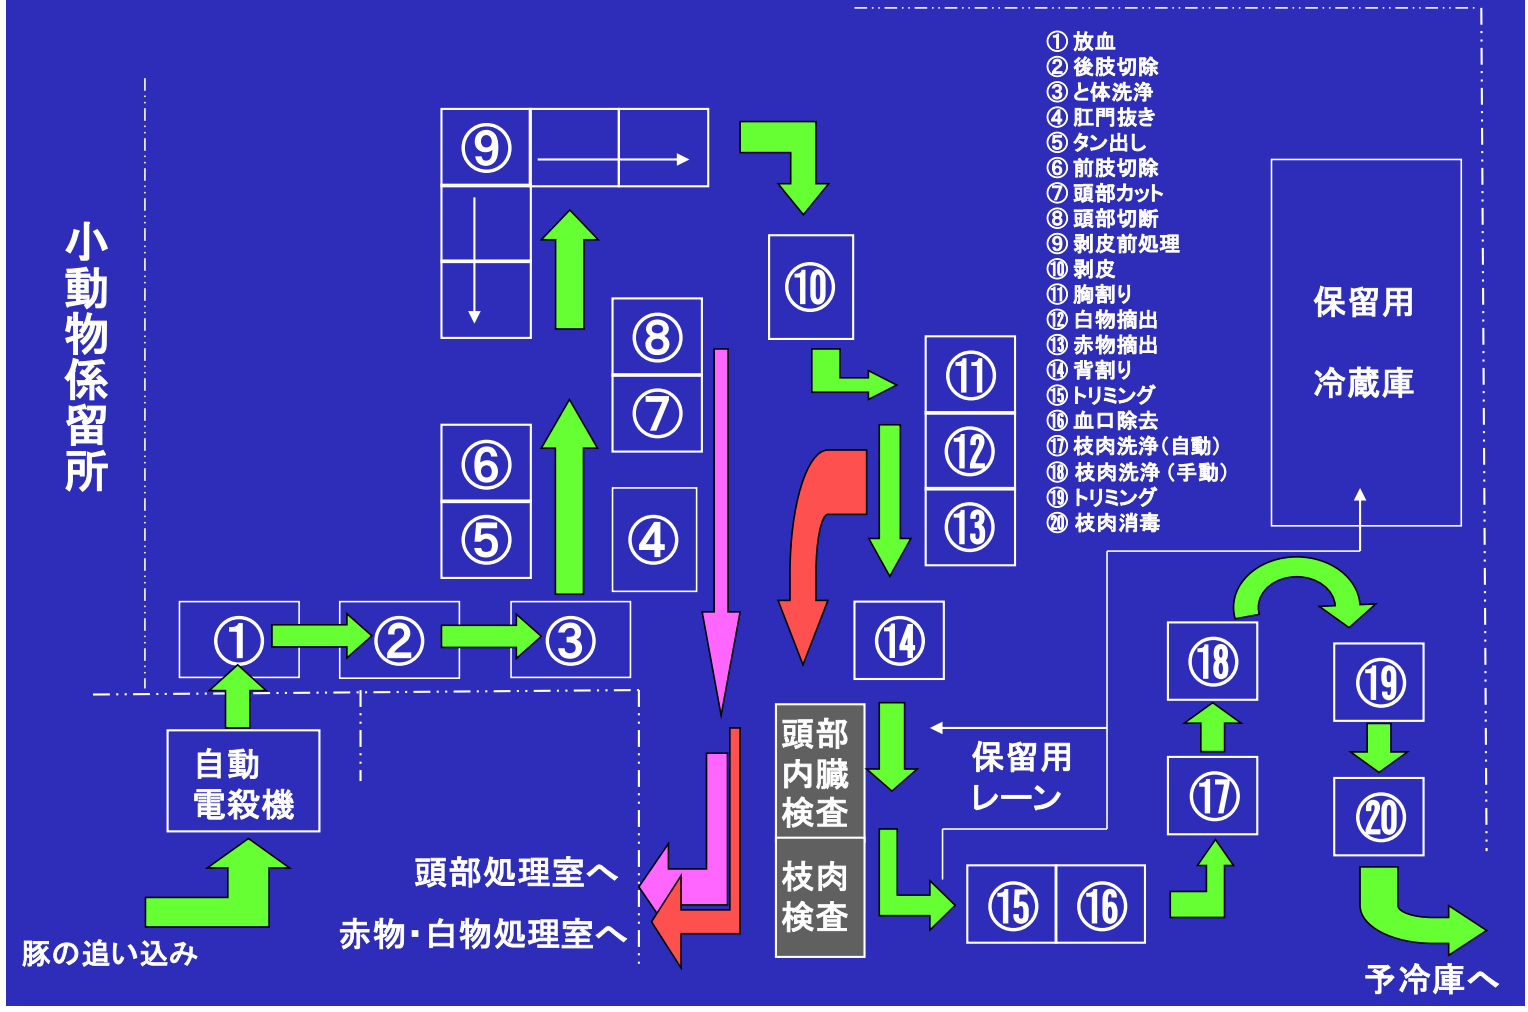 ① 放血
② 後肢切除
③ と体洗浄
④ 肛門抜き
⑤ タン出し
⑥ 前肢切除
⑦ 頭部カット
⑧ 頭部切断
⑨ 剥皮前処理
⑩ 剥皮
⑪ 胸割り
⑫ 白物摘出
⑬ 赤物摘出
⑭ 背割り
⑮ トリミング
⑯ 血口除去
⑰ 枝肉洗浄（自動）
⑱ 枝肉洗浄（手動）
⑲ トリミング
⑳ 枝肉消毒
小動物係留所
⑨
⑩
⑧
⑦
⑥
⑤
④
①
②
③
⑪
⑫
⑬
⑭
保留用
冷蔵庫
⑱
⑲
⑰
⑳
自動
電殺機
頭部
内臓
検査
枝肉
検査
保留用
レーン
⑮
⑯
頭部処理室へ
赤物・白物処理室へ
豚の追い込み
予冷庫へ